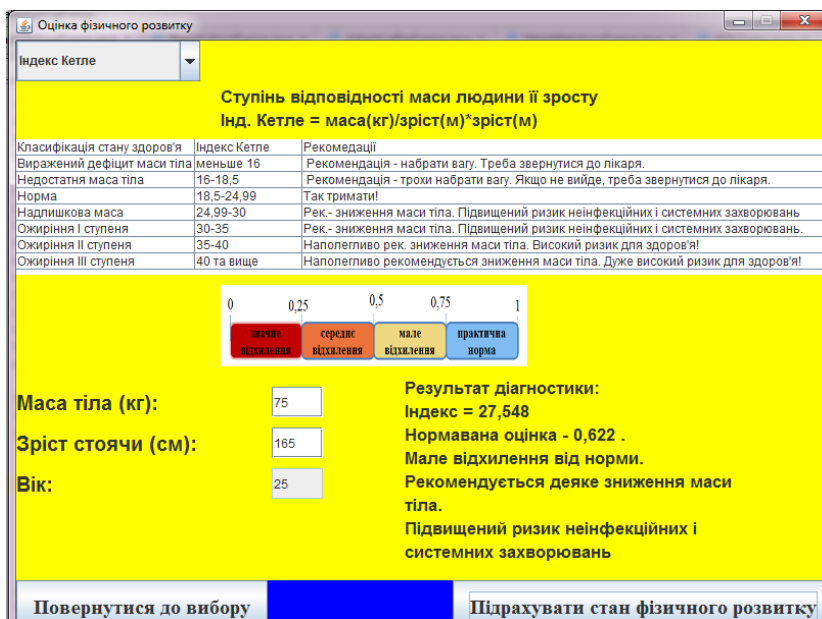 Оцінка фізичного розвитку
Індекс Кетле
Ступінь відповідності маси людини її зросту
Інд. Кетле = маса(кг)/зріст(м)*зріст(м)
Класифікація стану здоров'я Індекс Кетле Рекомедації
Виражений дефіцит маси тіла меньше 16 Рекомендація - набрати вагу. Треба звернутися до лікаря.
Недостатня маса тіла 16-18,5 Рекомендація - трохи набрати вагу. Якщо не вийде, треба звернутися до лікаря.
Норма 18,5-24,99 Так тримати!
Надлишкова маса 24,99-30 Рек.- зниження маси тіла. Підвищений ризик неінфекційних і системних захворювань
Ожиріння I ступеня 30-35 Рек.- зниження маси тіла. Підвищений ризик неінфекційних і системних захворювань.
Ожиріння II ступеня 35-40 Наполегливо рек. зниження маси тіла. Високий ризик для здоров'я!
Ожиріння III ступеня 40 та вище Наполегливо рекомендується зниження маси тіла. Дуже високий ризик для здоров'я!
0 0,25 0,5 0,75 1
значне середнє мале практична
відхилення відхилення відхилення норма
Маса тіла (кг): 75
Зріст стоячи (см): 165
Вік: 25
Результат діагностики:
Індекс = 27,548
Нормавана оцінка - 0,622 .
Мале відхилення від норми.
Рекомендується деяке зниження маси
тіла.
Підвищений ризик неінфекційних і
системних захворювань
Повернутися до вибору Підрахувати стан фізичного розвитку